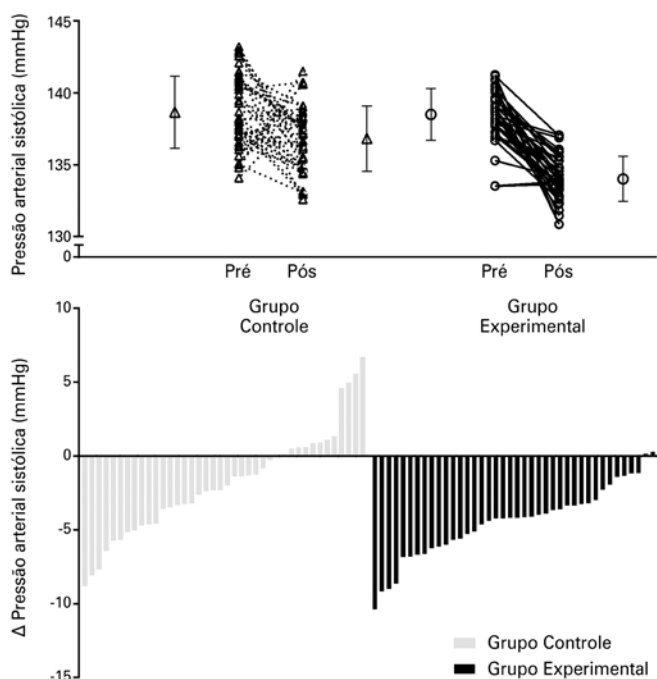 Pressão arterial sistólica (mmHg)
145
140
135
130
0
Pré Pós Pré Pós
Grupo Controle
Grupo Experimental
Δ Pressão arterial sistólica (mmHg)
10
5
0
-5
-10
-15
Grupo Controle
Grupo Experimental